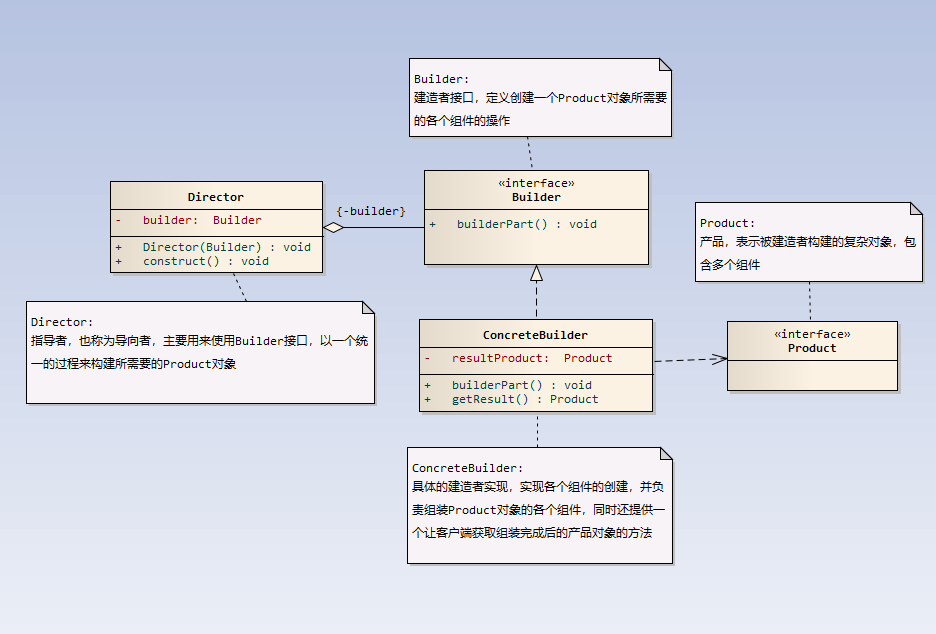 Builder:
建造者接口，定义创建一个Product对象所需要
的各个组件的操作
«interface»
Builder
+ builderPart() : void
Director
- builder: Builder
+ Director(Builder) : void
+ construct() : void
{-builder}
Product:
产品，表示被建造者构建的复杂对象，包
含多个组件
Director:
指导者，也称为导向者，主要用来使用Builder接口，以一个统
一的过程来构建所需要的Product对象
ConcreteBuilder
- resultProduct: Product
+ builderPart() : void
+ getResult() : Product
«interface»
Product
ConcreteBuilder:
具体的建造者实现，实现各个组件的创建，并负
责组装Product对象的各个组件，同时还提供一
个让客户端获取组装完成后的产品对象的方法